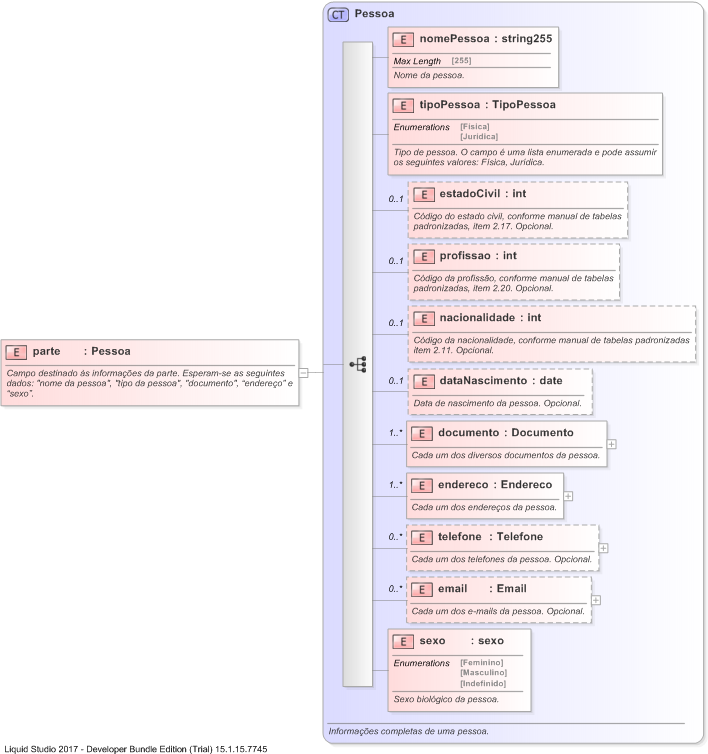 CT Pessoa
E nomePessoa : string255
Max Length [255]
Nome da pessoa.
E tipoPessoa : TipoPessoa
Enumerations [Física]
[Jurídica]
Tipo de pessoa. O campo é uma lista enumerada e pode assumir
os seguintes valores: Física, Jurídica.
0..1 E estadoCivil : int
Código do estado civil, conforme manual de tabelas
padronizadas, item 2.17. Opcional.
0..1 E profissao : int
Código da profissão, conforme manual de tabelas
padronizadas, item 2.20. Opcional.
0..1 E nacionalidade : int
Código da nacionalidade, conforme manual de tabelas padronizadas
item 2.11. Opcional.
E parte : Pessoa
Campo destinado às informações da parte. Esperam-se as seguintes
dados: "nome da pessoa", "tipo da pessoa", "documento", "endereço" e
"sexo".
0..1 E dataNascimento : date
Data de nascimento da pessoa. Opcional.
1..* E documento : Documento
Cada um dos diversos documentos da pessoa.
1..* E endereco : Endereco
Cada um dos endereços da pessoa.
0..* E telefone : Telefone
Cada um dos telefones da pessoa. Opcional.
0..* E email : Email
Cada um dos e-mails da pessoa. Opcional.
E sexo : sexo
Enumerations [Feminino]
[Masculino]
[Indefinido]
Sexo biológico da pessoa.
Informações completas de uma pessoa.
Liquid Studio 2017 - Developer Bundle Edition (Trial) 15.1.15.7745